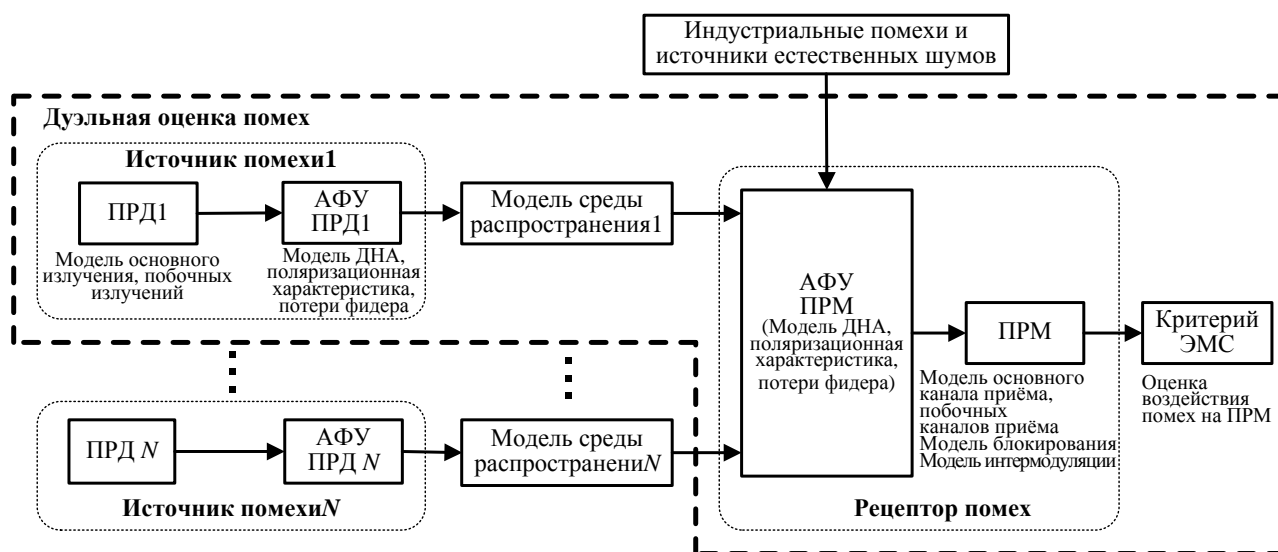 Индустриальные помехи и
источники естественных шумов
Дуэльная оценка помех
Источник помехи1
ПРД1
АФУ
ПРД1
Модель среды
распространения1
Модель основного
излучения, побочных
излучений
Модель ДНА,
поляризационная
характеристика,
потери фидера
АФУ
ПРМ
(Модель ДНА,
поляризационная
характеристика,
потери фидера)
ПРМ
Критерий
ЭМС
Модель основного
канала приёма,
побочных
каналов приёма
Модель блокирования
Модель интермодуляции
Оценка
воздействия
помех на ПРМ
ПРД N
АФУ
ПРД N
Модель среды
распространениN
Источник помехиN
Рецептор помех